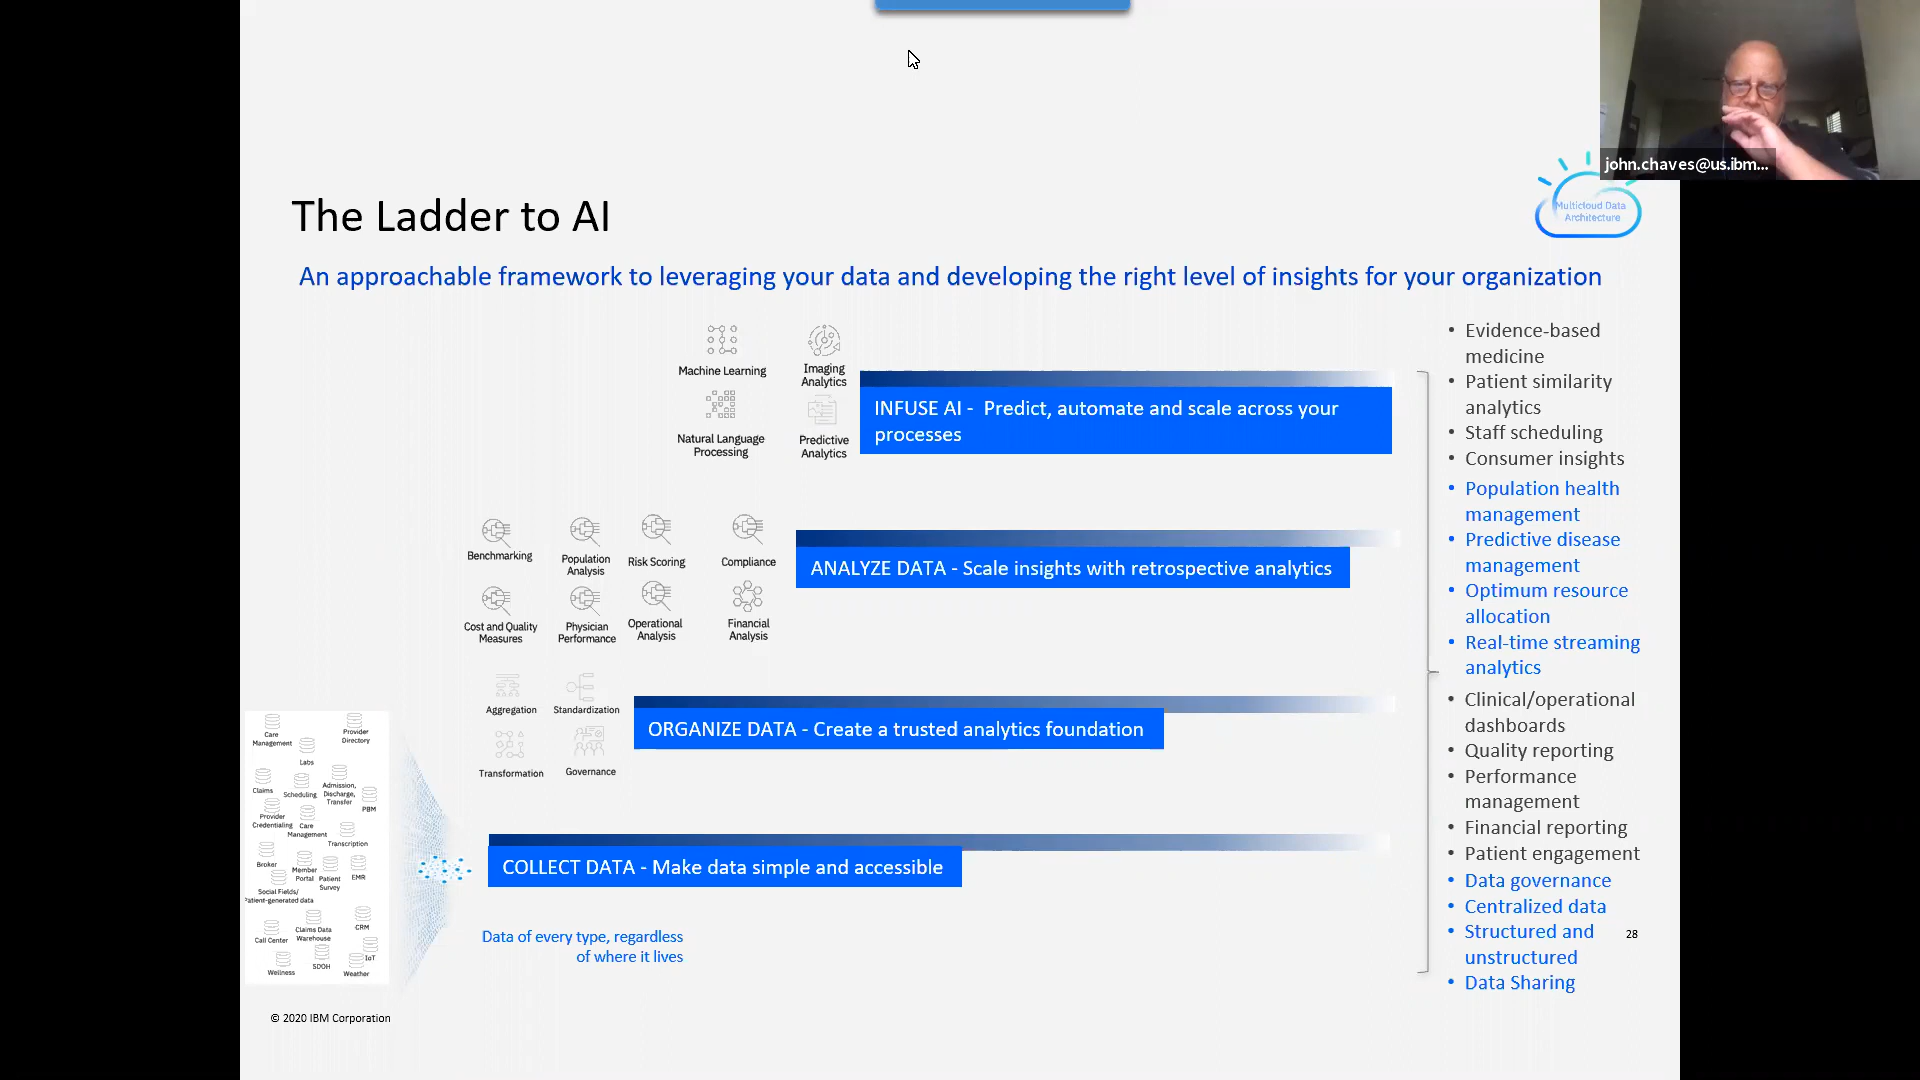 john.chaves@us.ibm...
Multicloud Data
Architecture
The Ladder to AI
An approachable framework to leveraging your data and developing the right level of insights for your organization
Machine Learning
Imaging
Analytics
Natural Language
Processing
Predictive
Analytics
INFUSE AI - Predict, automate and scale across your
processes
Benchmarking
Population
Analysis
Risk Scoring
Compliance
Cost and Quality
Measures
Physician
Performance
Operational
Analysis
Financial
Analysis
ANALYZE DATA - Scale insights with retrospective analytics
Aggregation
Standardization
Transformation
Governance
ORGANIZE DATA - Create a trusted analytics foundation
Care
Management
Provider
Directory
Labs
Claims
Scheduling
Admission,
Discharge,
Transfer
PBM
Provider
Credentialing
Care
Management
Transcription
Broker
Member
Portal
Patient
Survey
EMR
Social Fields/
Patient-generated data
Call Center
Claims Data
Warehouse
CRM
Wellness
SDOH
IoT
Weather
COLLECT DATA - Make data simple and accessible
Data of every type, regardless
of where it lives
• Evidence-based
medicine
• Patient similarity
analytics
• Staff scheduling
• Consumer insights
• Population health
management
• Predictive disease
management
• Optimum resource
allocation
• Real-time streaming
analytics
• Clinical/operational
dashboards
• Quality reporting
• Performance
management
• Financial reporting
• Patient engagement
• Data governance
• Centralized data
• Structured and
unstructured
• Data Sharing
28
© 2020 IBM Corporation